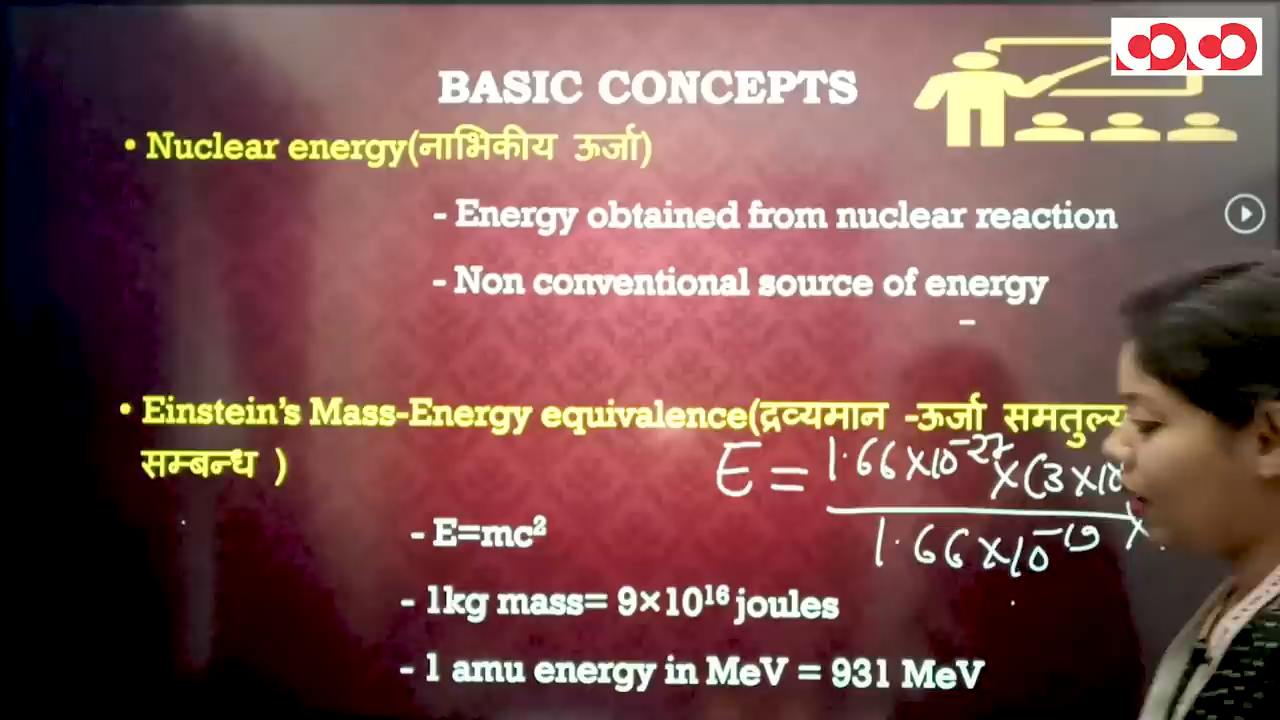 BASIC CONCEPTS
• Nuclear energy(नाभिकीय ऊर्जा)
- Energy obtained from nuclear reaction
- Non conventional source of energy
• Einstein's Mass-Energy equivalence(द्रव्यमान -ऊर्जा समतुल्य
सम्बन्ध )
E = 1.66×10⁻²⁷×(3×10
1.66×10⁻¹⁹ ×
- E=mc²
- 1kg mass= 9×10¹⁶ joules
- 1 amu energy in MeV = 931 MeV